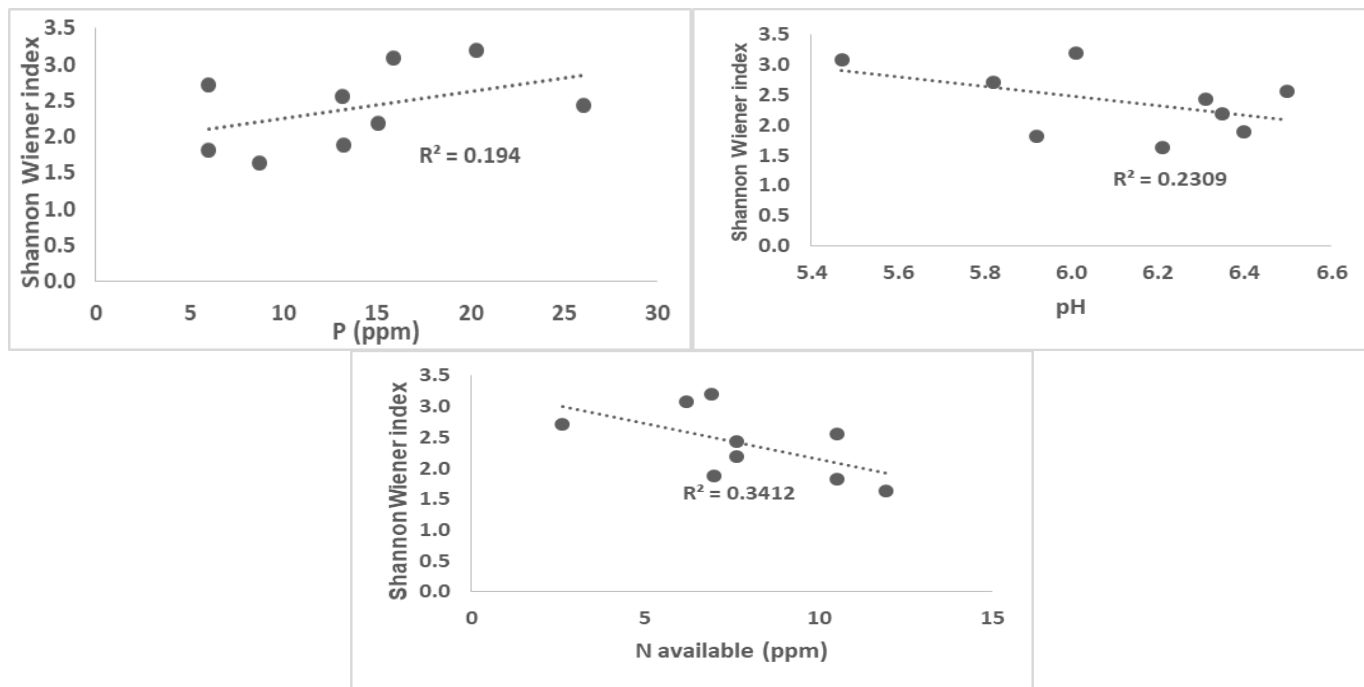 Shannon Wiener index
3.5
3.0
2.5
2.0
1.5
1.0
0.5
0.0
R² = 0.194
0 5 10 15 20 25 30
P (ppm)
Shannon Wiener index
3.5
3.0
2.5
2.0
1.5
1.0
0.5
0.0
R² = 0.2309
5.4 5.6 5.8 6.0 6.2 6.4 6.6
pH
Shannon Wiener index
3.5
3.0
2.5
2.0
1.5
1.0
0.5
0.0
R² = 0.3412
0 5 10 15
N available (ppm)